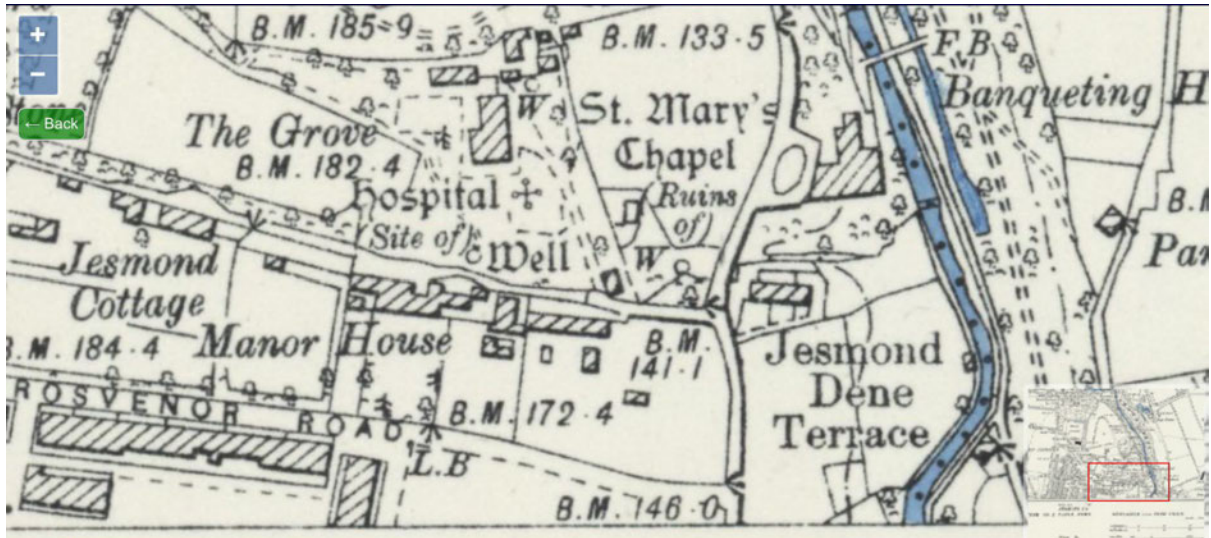 +
−
← Back
B.M. 185=9
B.M. 133·5
F.B
Banqueting
H
St. Mary's
Chapel
(Ruins
of
W
The Grove
B.M. 182·4
Hospital
Site of
Well
W
Jesmond
Cottage
B.M. 184·4
Manor House
B.M.
141·1
Jesmond
Dene
Terrace
ROSVENOR ROAD
B.M. 172·4
L.B
B.M. 146·0
B.M
Par